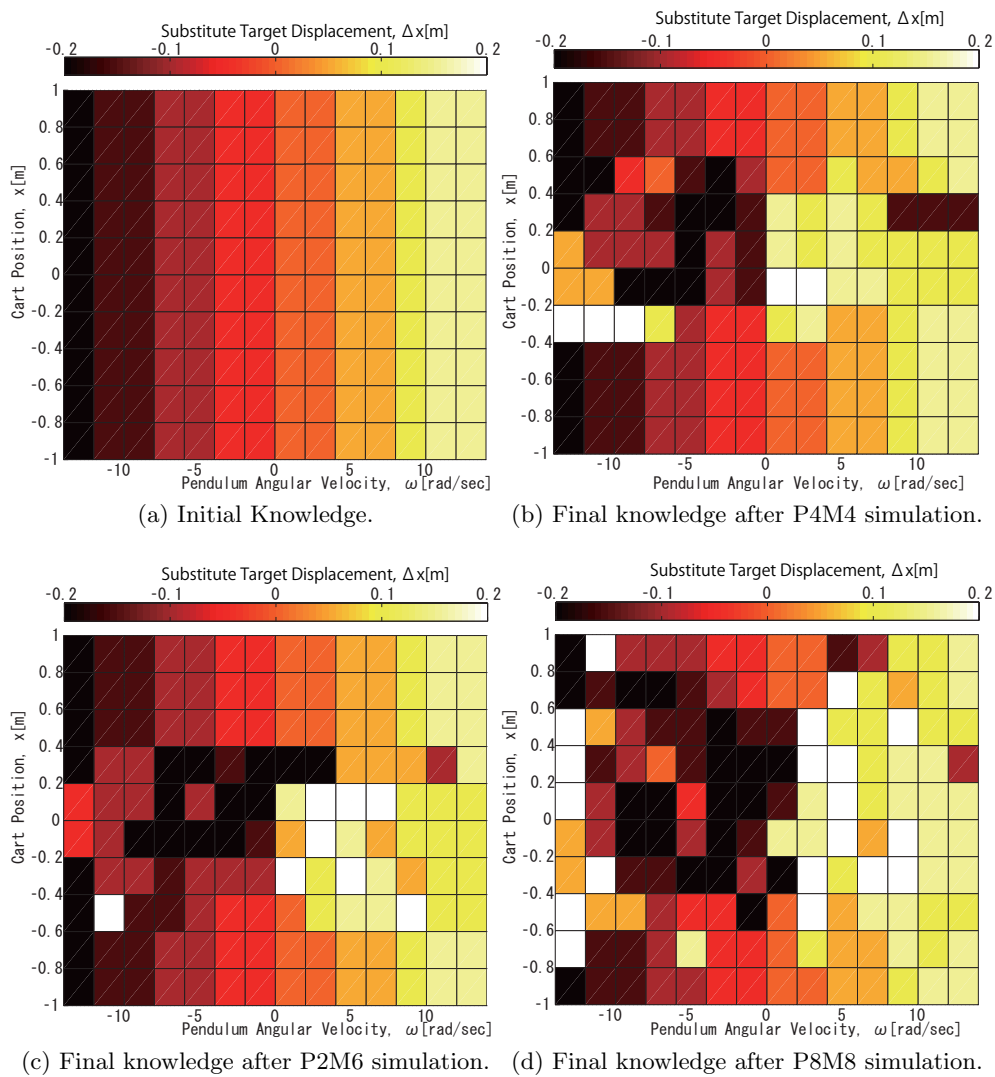 Substitute Target Displacement, Δx[m]
-0.2 -0.1 0 0.1 0.2
Cart Position, x[m]
1
0.8
0.6
0.4
0.2
0
-0.2
-0.4
-0.6
-0.8
-1
-10 -5 0 5 10
Pendulum Angular Velocity, ω[rad/sec]
(a) Initial Knowledge.
Substitute Target Displacement, Δx[m]
-0.2 -0.1 0 0.1 0.2
Cart Position, x[m]
1
0.8
0.6
0.4
0.2
0
-0.2
-0.4
-0.6
-0.8
-1
-10 -5 0 5 10
Pendulum Angular Velocity, ω[rad/sec]
(b) Final knowledge after P4M4 simulation.
Substitute Target Displacement, Δx[m]
-0.2 -0.1 0 0.1 0.2
Cart Position, x[m]
1
0.8
0.6
0.4
0.2
0
-0.2
-0.4
-0.6
-0.8
-1
-10 -5 0 5 10
Pendulum Angular Velocity, ω[rad/sec]
(c) Final knowledge after P2M6 simulation.
Substitute Target Displacement, Δx[m]
-0.2 -0.1 0 0.1 0.2
Cart Position, x[m]
1
0.8
0.6
0.4
0.2
0
-0.2
-0.4
-0.6
-0.8
-1
-10 -5 0 5 10
Pendulum Angular Velocity, ω[rad/sec]
(d) Final knowledge after P8M8 simulation.